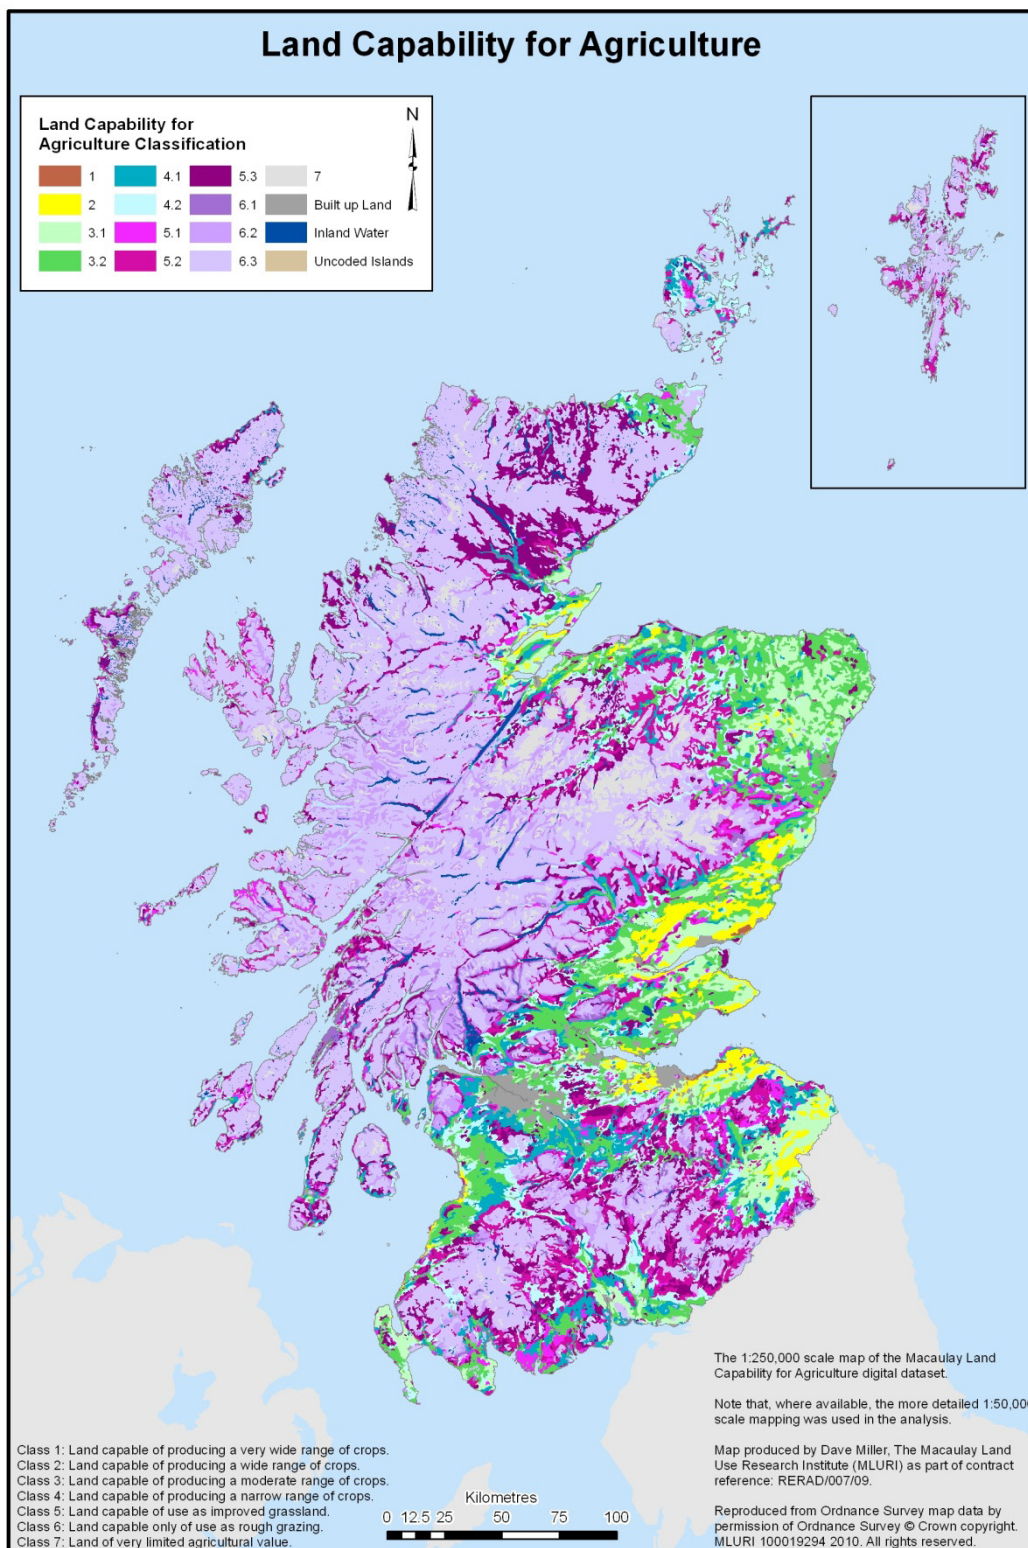 Land Capability for Agriculture
Land Capability for
Agriculture Classification
N
1
4.1
5.3
7
2
4.2
6.1
Built up Land
3.1
5.1
6.2
Inland Water
3.2
5.2
6.3
Uncoded Islands
The 1:250,000 scale map of the Macaulay Land
Capability for Agriculture digital dataset.
Note that, where available, the more detailed 1:50,000
scale mapping was used in the analysis.
Map produced by Dave Miller, The Macaulay Land
Use Research Institute (MLURI) as part of contract
reference: RERAD/007/09.
Reproduced from Ordnance Survey map data by
permission of Ordnance Survey © Crown copyright.
MLURI 100019294 2010. All rights reserved.
Class 1: Land capable of producing a very wide range of crops.
Class 2: Land capable of producing a wide range of crops.
Class 3: Land capable of producing a moderate range of crops.
Class 4: Land capable of producing a narrow range of crops.
Class 5: Land capable of use as improved grassland.
Class 6: Land capable only of use as rough grazing.
Class 7: Land of very limited agricultural value.
Kilometres
0 12.5 25 50 75 100